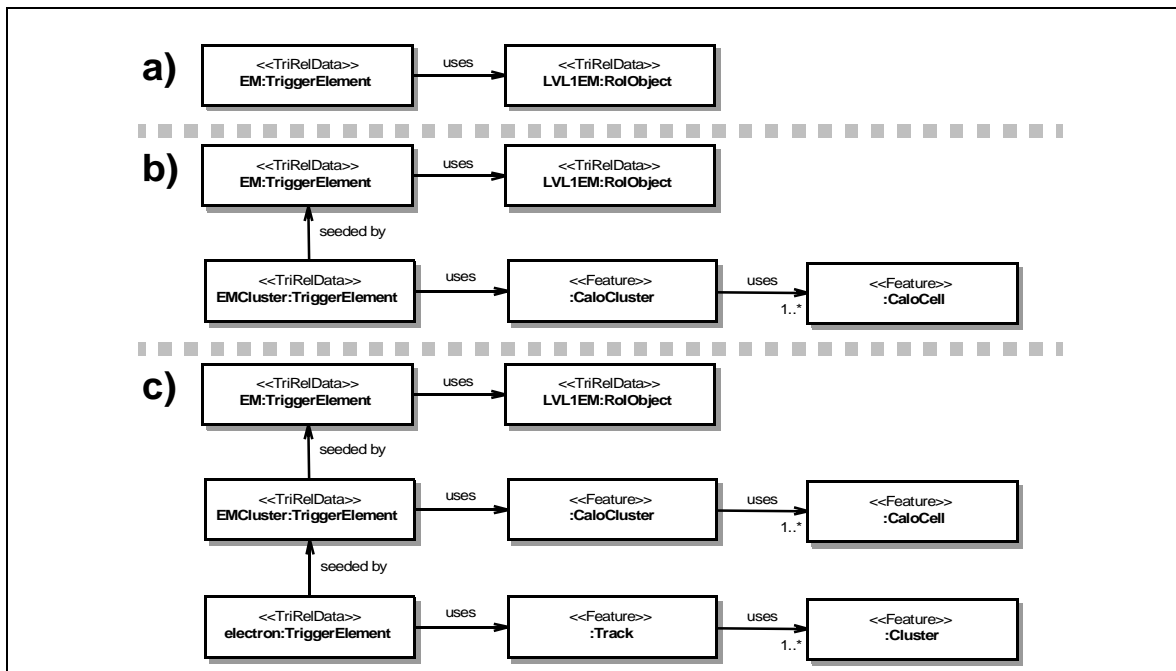 a)
<<TriRelData>>
EM:TriggerElement
uses
<<TriRelData>>
LVL1EM:RoIObject
b)
<<TriRelData>>
EM:TriggerElement
uses
<<TriRelData>>
LVL1EM:RoIObject
seeded by
<<TriRelData>>
EMCluster:TriggerElement
uses
<<Feature>>
:CaloCluster
uses
1..*
<<Feature>>
:CaloCell
c)
<<TriRelData>>
EM:TriggerElement
uses
<<TriRelData>>
LVL1EM:RoIObject
seeded by
<<TriRelData>>
EMCluster:TriggerElement
uses
<<Feature>>
:CaloCluster
uses
1..*
<<Feature>>
:CaloCell
seeded by
<<TriRelData>>
electron:TriggerElement
uses
<<Feature>>
:Track
uses
1..*
<<Feature>>
:Cluster